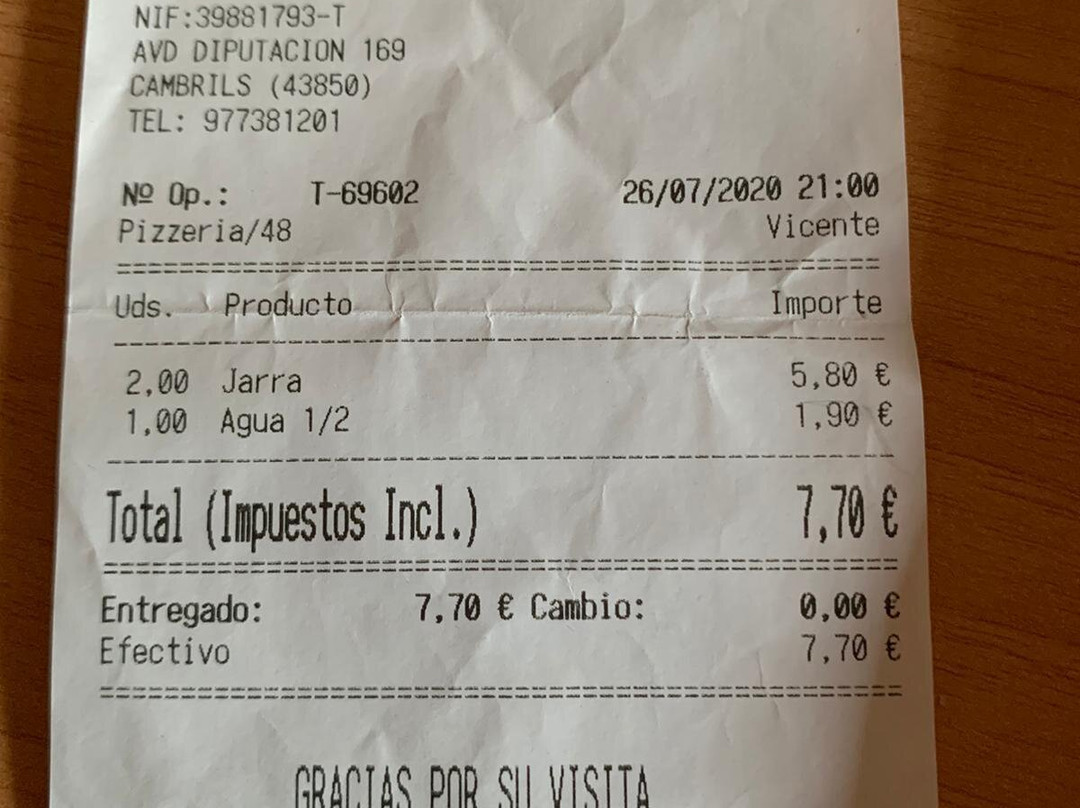 NIF:39881793-T
AVD DIPUTACION 169
CAMBRILS (43850)
TEL: 977381201
Nº Op.: T-69602 26/07/2020 21:00
Pizzeria/48 Vicente
Uds. Producto Importe
2,00 Jarra 5,80 €
1,00 Agua 1/2 1,90 €
Total (Impuestos Incl.) 7,70 €
Entregado: 7,70 € Cambio: 0,00 €
Efectivo 7,70 €
GRACIAS POR SU VISITA